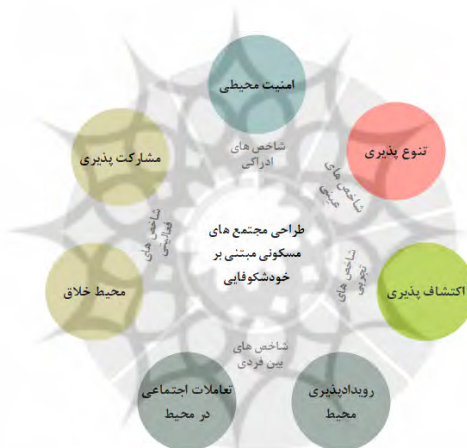 امنیت محیطی
تنوع پذیری
اکتشاف پذیری
رویدادپذیری
محیط
تعاملات اجتماعی
در محیط
محیط خلاق
مشارکت پذیری
شاخص های
ادراکی
شاخص های
عینی
شاخص های
تجربی
شاخص های
بین فردی
شاخص های
فعالیتی
طراحی مجتمع های
مسکونی مبتنی بر
خودشکوفایی